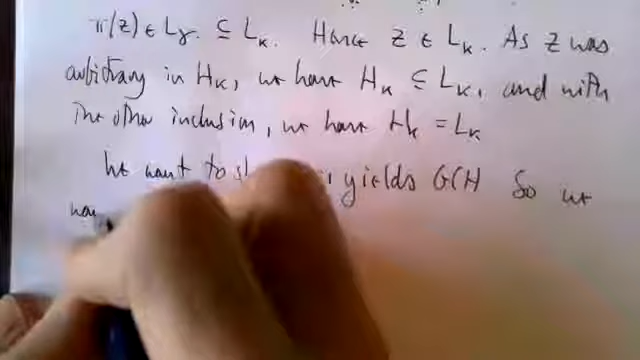 π(z) ∈ L_γ. ⊆ L_κ. Hence z ∈ L_κ. As z was
arbitrary in H_κ, we have H_κ ⊆ L_κ, and with
the other inclusion, we have H_κ = L_κ
We want to yields GCH So we